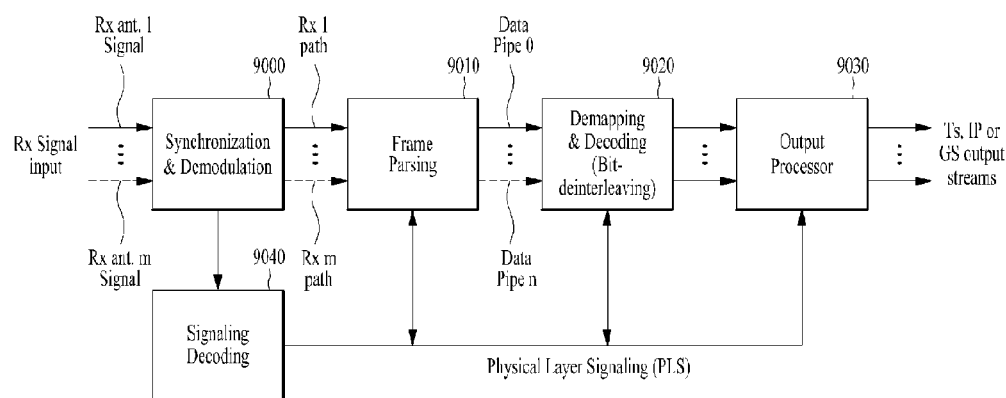 Rx ant. 1
Signal
Rx 1
path
Data
Pipe 0
9000
9010
9020
9030
Rx Signal
input
Synchronization
& Demodulation
Frame
Parsing
Demapping
& Decoding
(Bit-
deinterleaving)
Output
Processor
Ts, IP or
GS output
streams
Rx ant. m
Signal
9040
Rx m
path
Data
Pipe n
Signaling
Decoding
Physical Layer Signaling (PLS)